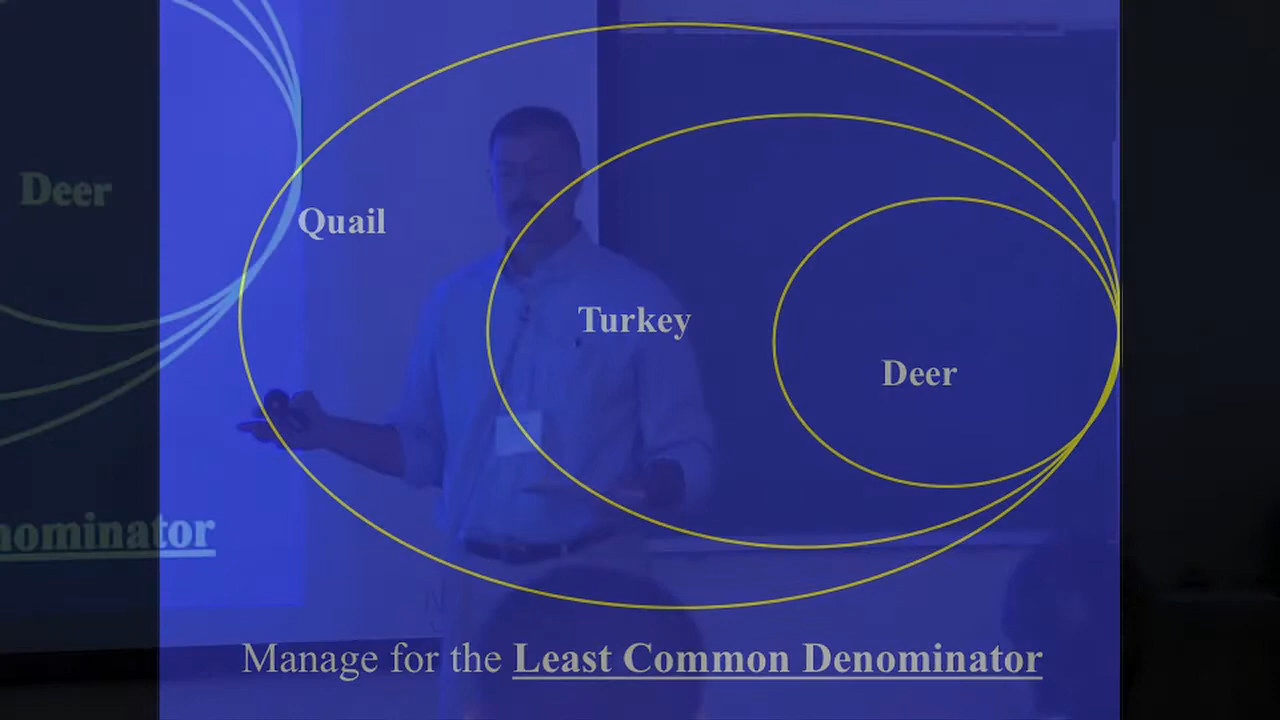 Deer
Quail
Turkey
Deer
nominator
Manage for the Least Common Denominator